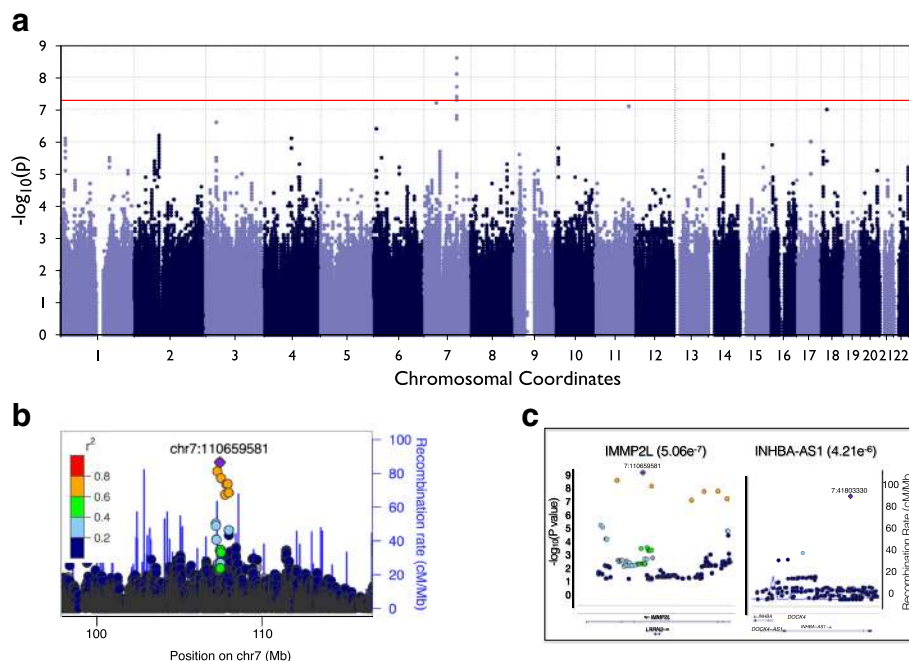 a
9
8
7
6
5
4
3
2
1
0
-log10(P)
1 2 3 4 5 6 7 8 9 10 11 12 13 14 15 16 17 18 19 20 21 22
Chromosomal Coordinates
b
r2
0.8
0.6
0.4
0.2
chr7:110659581
100
80
60
40
20
0
Recombination rate (cM/Mb)
100 110
Position on chr7 (Mb)
c
IMMP2L (5.06e-7) INHBA-AS1 (4.21e-6)
7:110659581
7:41803330
-log10(P value)
9
8
7
6
5
4
3
2
1
0
100
80
60
40
20
0
Recombination rate (cM/Mb)
IMMP2L
LRRN3
INHBA DOCK4
DOCK4-AS1 INHBA-AS1